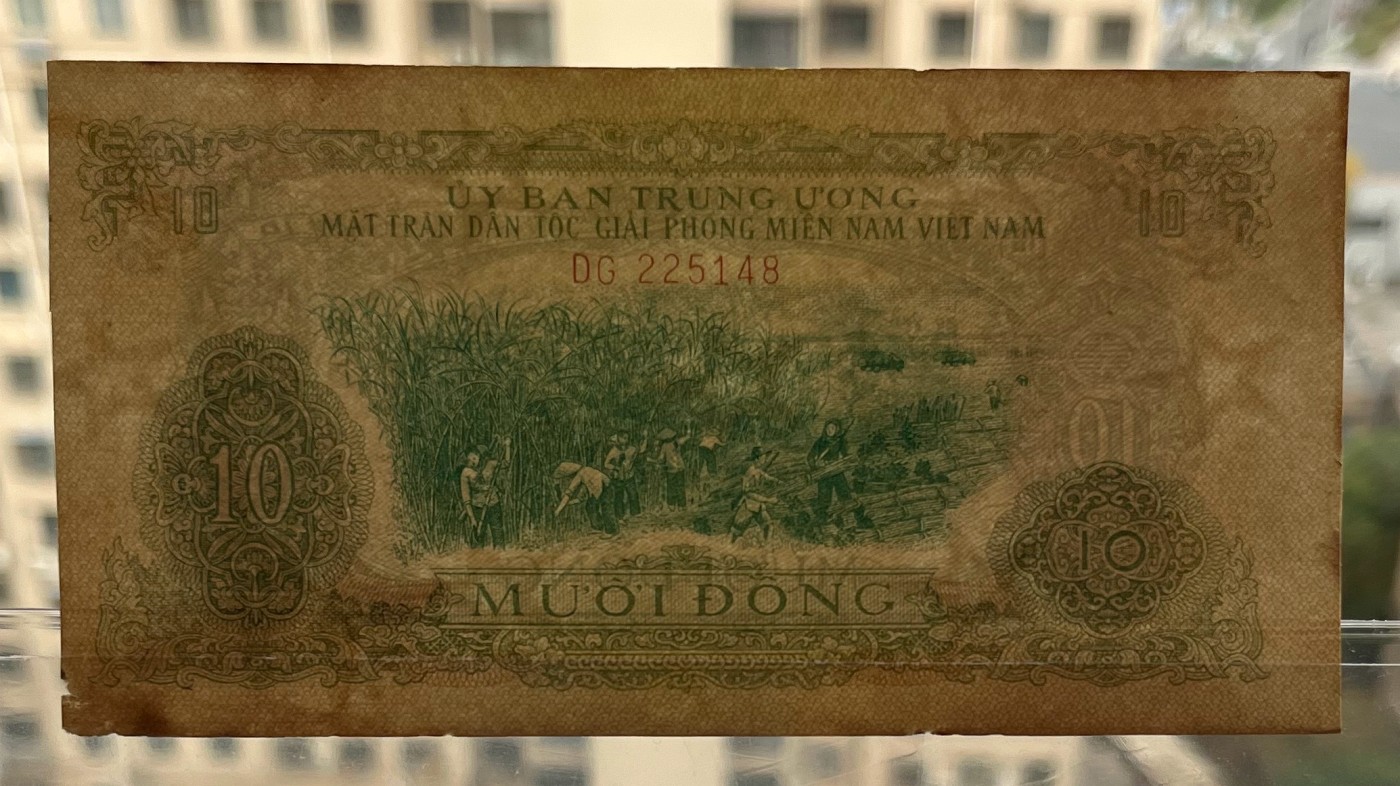 10
ỦY BAN TRUNG ƯƠNG
10
MẶT TRẬN DÂN TỘC GIẢI PHÓNG MIỀN NAM VIỆT NAM
DG 225148
10
10
MƯỜI ĐỒNG